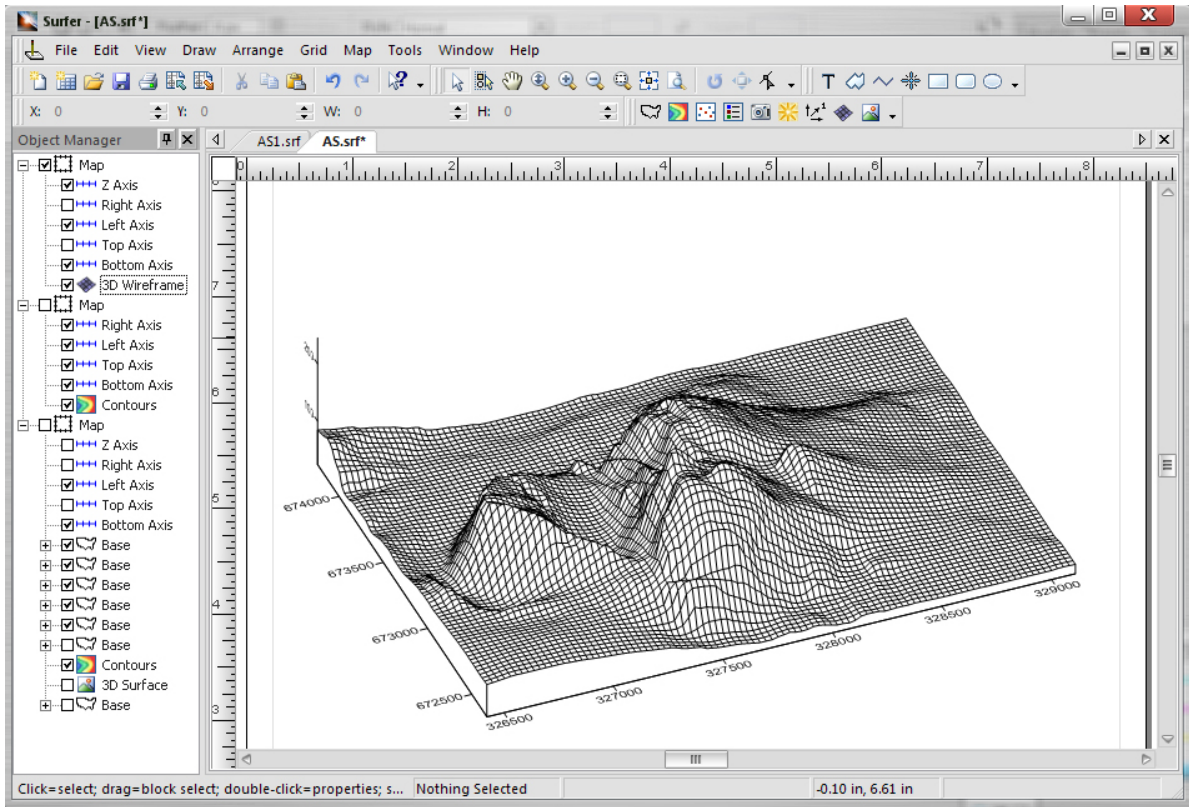 Surfer - [AS.srf*]
File Edit View Draw Arrange Grid Map Tools Window Help
X: 0 Y: 0 W: 0 H: 0
Object Manager
AS1.srf AS.srf*
Map
Z Axis
Right Axis
Left Axis
Top Axis
Bottom Axis
3D Wireframe
Map
Right Axis
Left Axis
Top Axis
Bottom Axis
Contours
Map
Z Axis
Right Axis
Left Axis
Top Axis
Bottom Axis
Base
Base
Base
Base
Base
Base
Contours
3D Surface
Base
0 1 2 3 4 5 6 7 8
7
6
5
4
3
674000
673500
673000
672500
326500
327000
327500
328000
328500
329000
Click=select; drag=block select; double-click=properties; s... Nothing Selected -0.10 in, 6.61 in